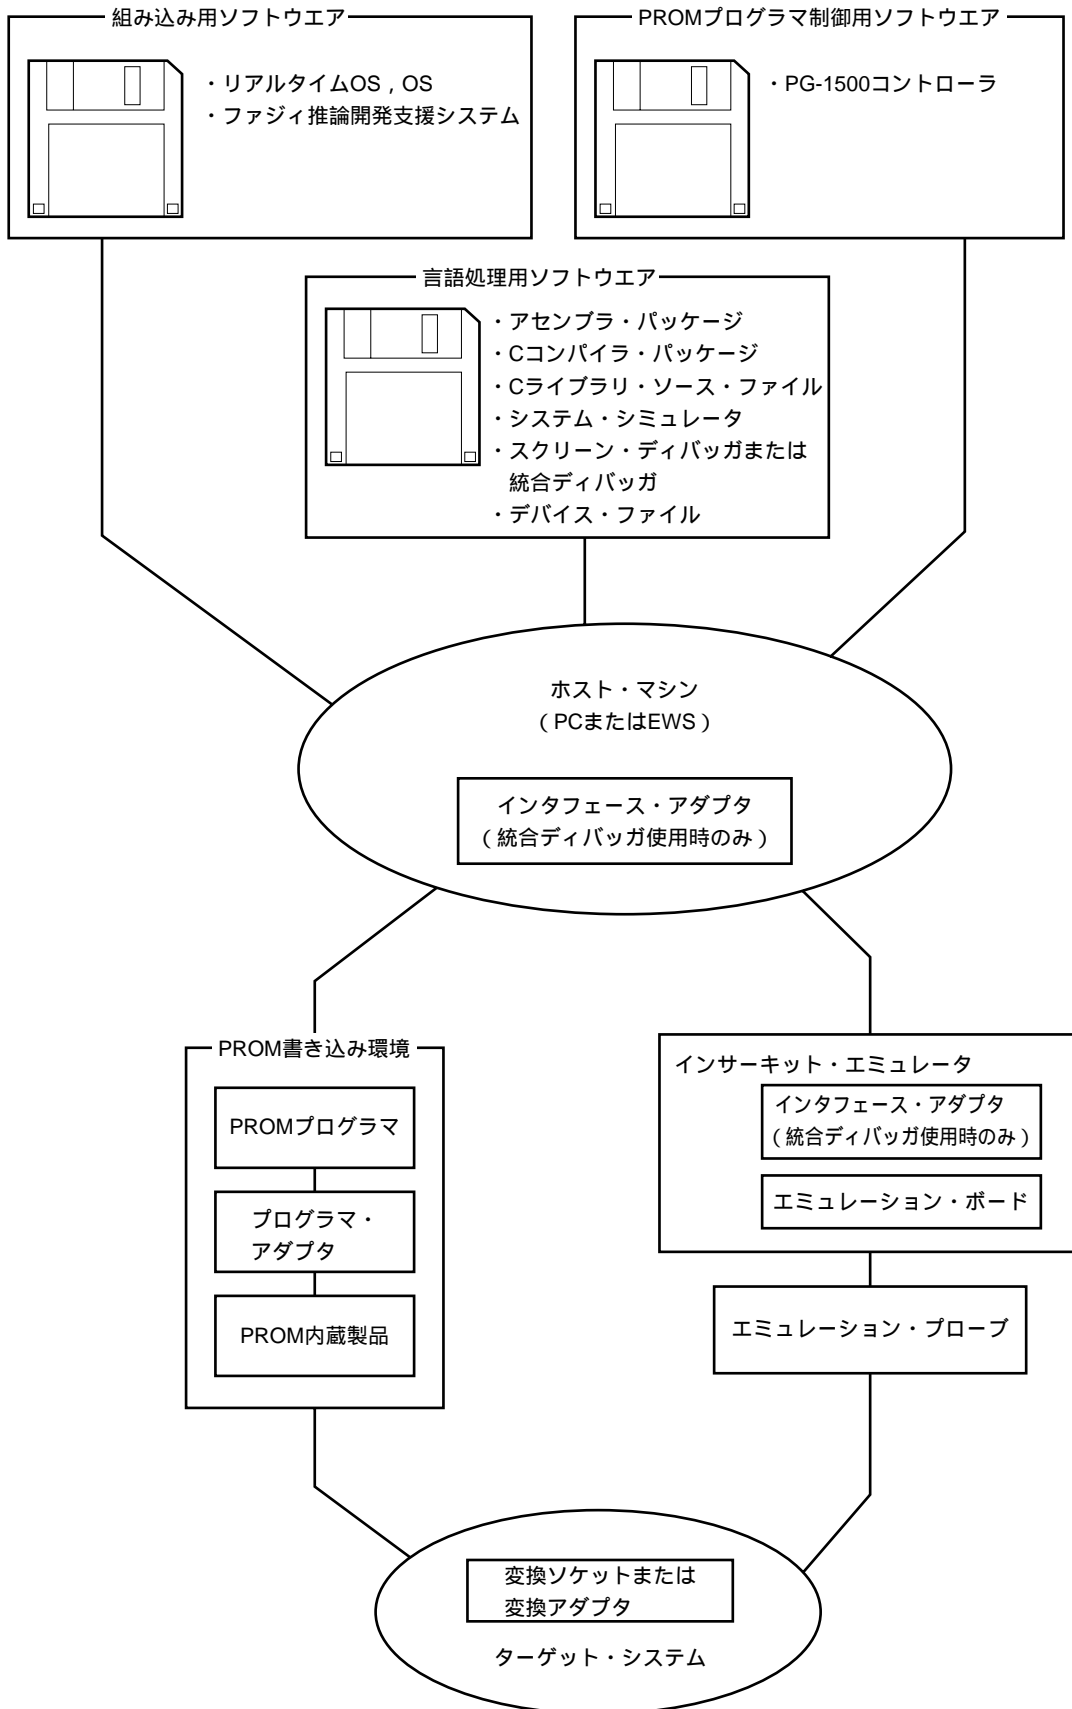 組み込み用ソフトウエア
・リアルタイムOS，OS
・ファジィ推論開発支援システム
PROMプログラマ制御用ソフトウエア
・PG-1500コントローラ
言語処理用ソフトウエア
・アセンブラ・パッケージ
・Cコンパイラ・パッケージ
・Cライブラリ・ソース・ファイル
・システム・シミュレータ
・スクリーン・ディバッガまたは
統合ディバッガ
・デバイス・ファイル
ホスト・マシン
（PCまたはEWS）
インタフェース・アダプタ
（統合ディバッガ使用時のみ）
PROM書き込み環境
PROMプログラマ
プログラマ・
アダプタ
PROM内蔵製品
インサーキット・エミュレータ
インタフェース・アダプタ
（統合ディバッガ使用時のみ）
エミュレーション・ボード
エミュレーション・プローブ
変換ソケットまたは
変換アダプタ
ターゲット・システム